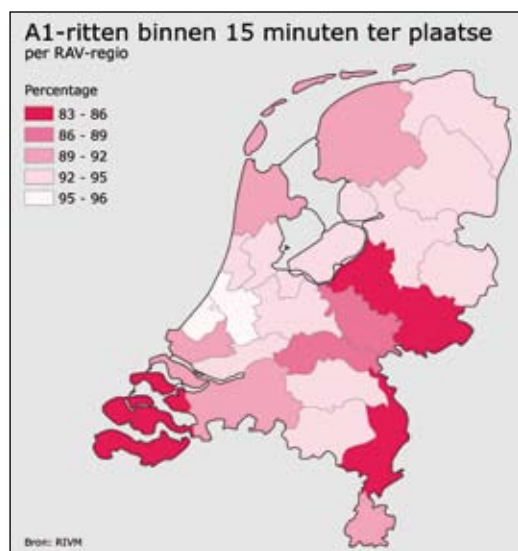 A1-ritten binnen 15 minuten ter plaatse
per RAV-regio
Percentage
83 - 86
86 - 89
89 - 92
92 - 95
95 - 96
Bron: RIVM